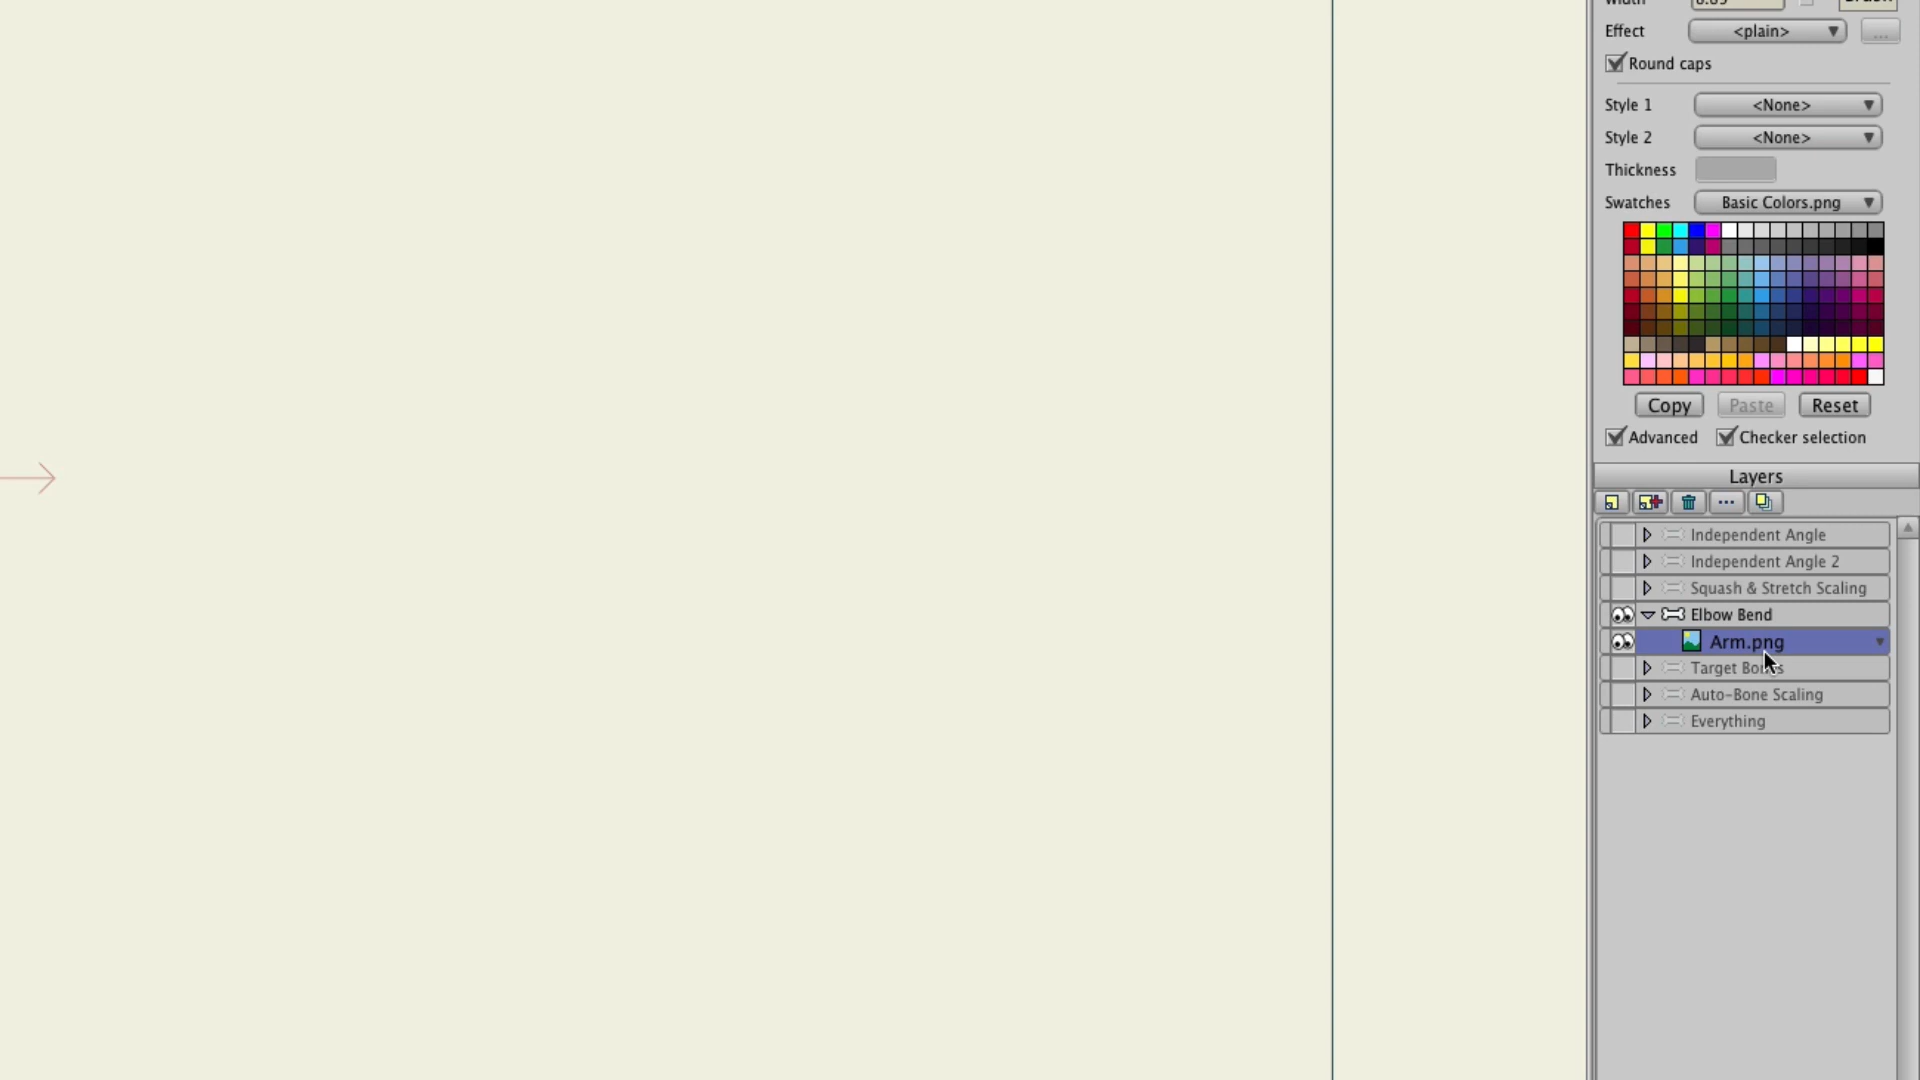 Effect <plain> ...
Round caps
Style 1 <None>
Style 2 <None>
Thickness
Swatches Basic Colors.png
Copy Paste Reset
Advanced Checker selection
Layers
Independent Angle
Independent Angle 2
Squash & Stretch Scaling
Elbow Bend
Arm.png
Target Bones
Auto-Bone Scaling
Everything